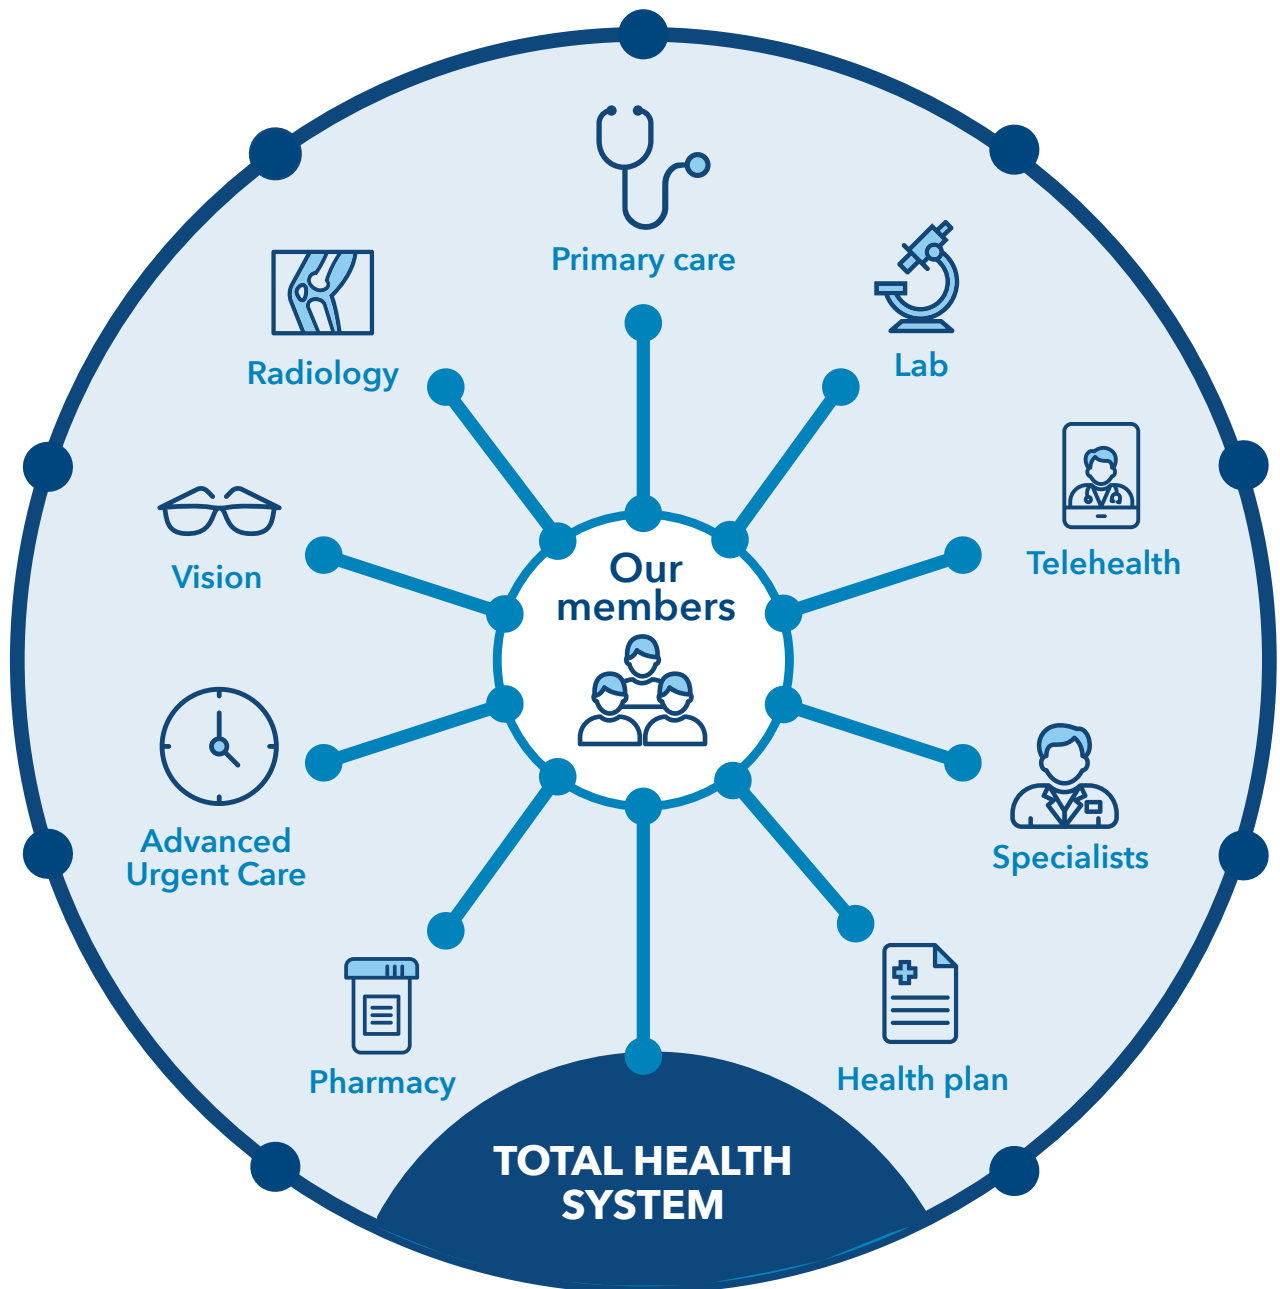 Primary care
Radiology
Lab
Vision
Telehealth
Our
members
Advanced
Urgent Care
Specialists
Pharmacy
Health plan
TOTAL HEALTH
SYSTEM